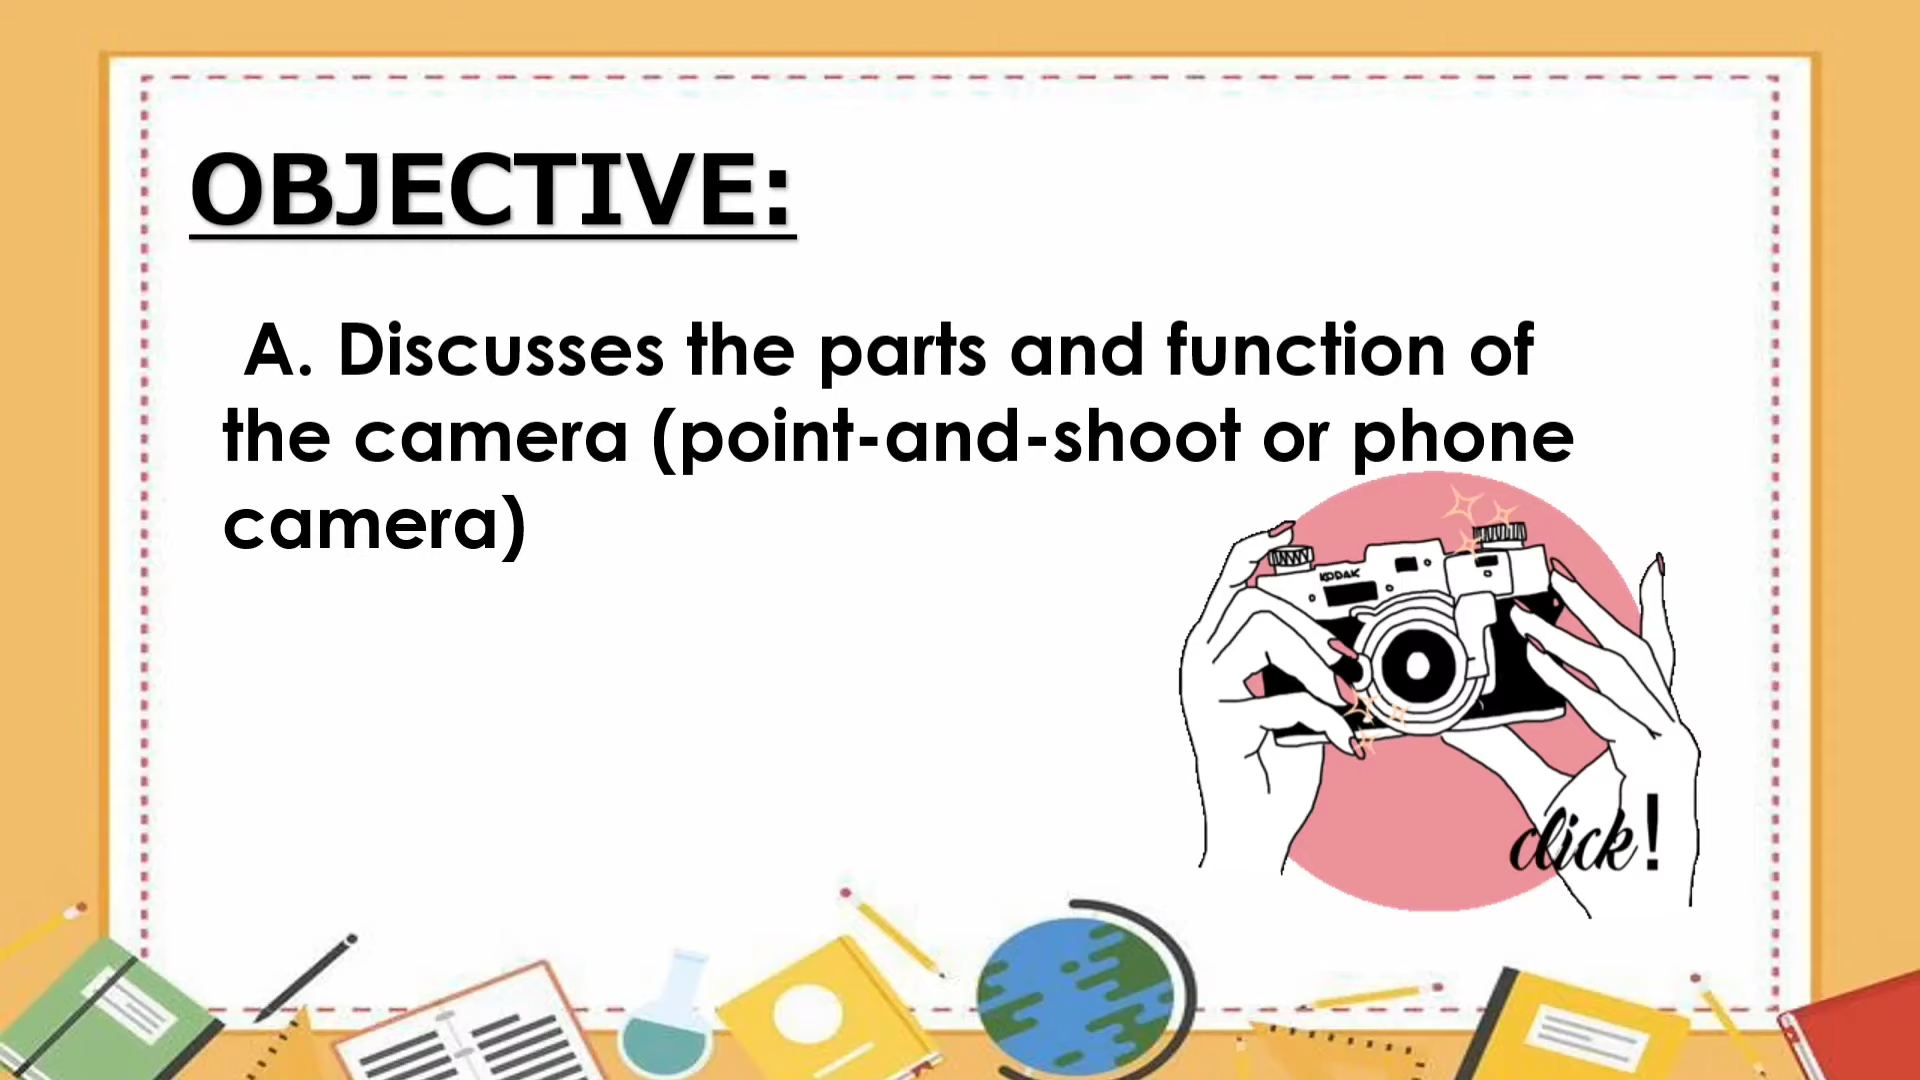 OBJECTIVE:
A. Discusses the parts and function of
the camera (point-and-shoot or phone
camera)
KODAK
click!